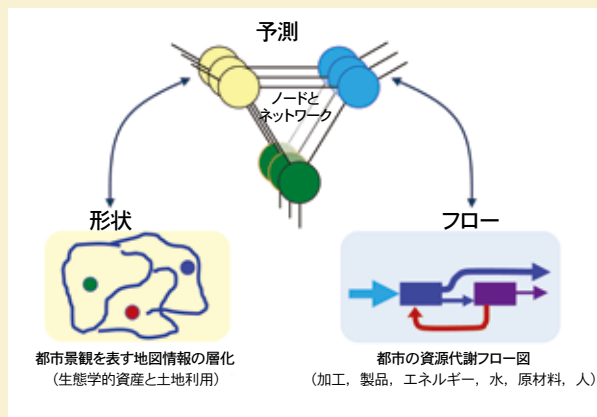 予測
ノードと
ネットワーク
形状
フロー
都市景観を表す地図情報の層化
（生態学的資産と土地利用）
都市の資源代謝フロー図
（加工，製品，エネルギー，水，原材料，人）